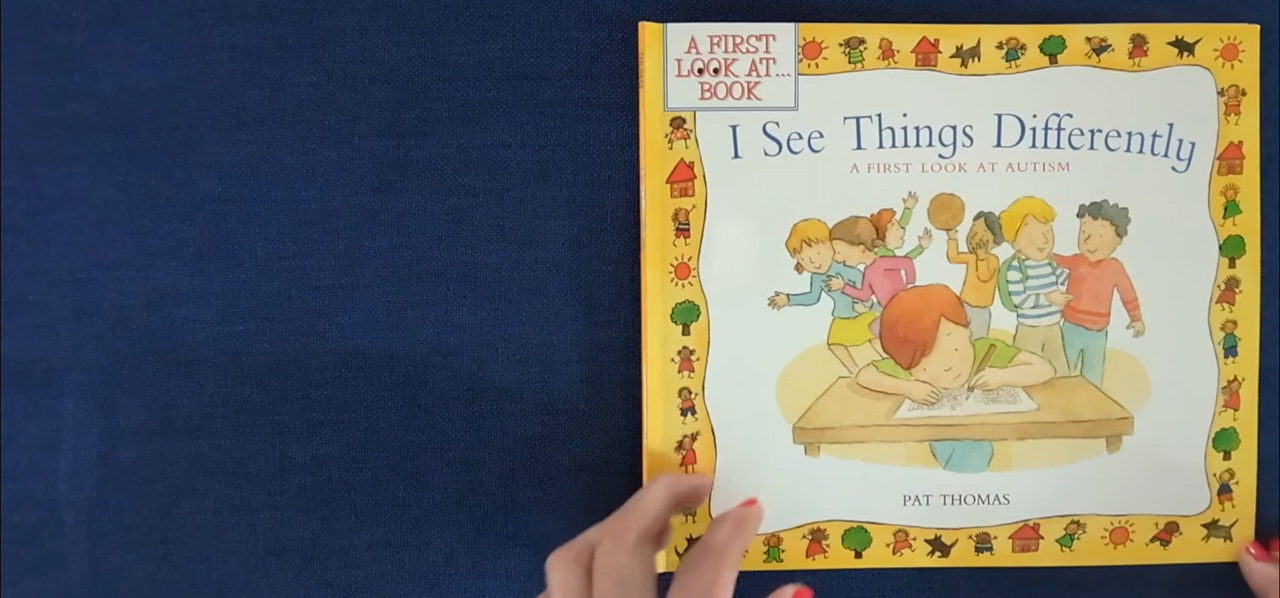 A FIRST
LOOK AT...
BOOK
I See Things Differently
A FIRST LOOK AT AUTISM
PAT THOMAS